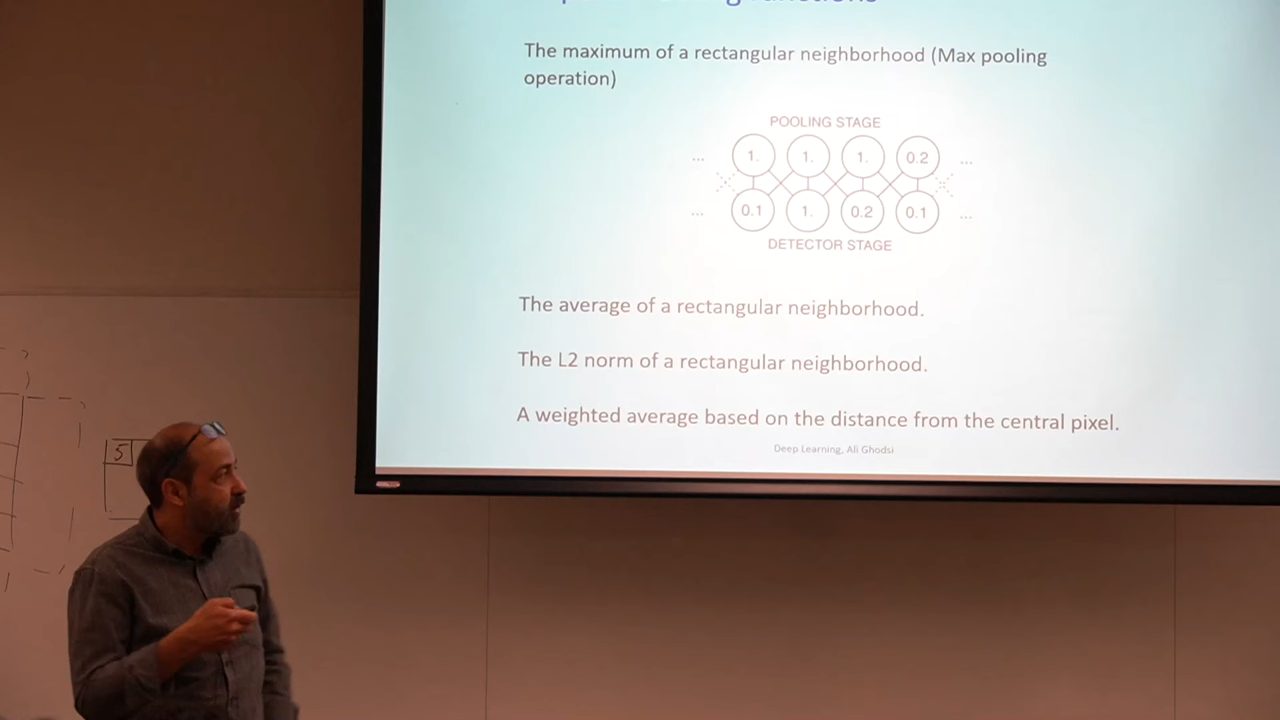 The maximum of a rectangular neighborhood (Max pooling
operation)
POOLING STAGE
... 1. 1. 1. 0.2 ...
... 0.1 1. 0.2 0.1 ...
DETECTOR STAGE
The average of a rectangular neighborhood.
The L2 norm of a rectangular neighborhood.
A weighted average based on the distance from the central pixel.
Deep Learning, Ali Ghodsi
5